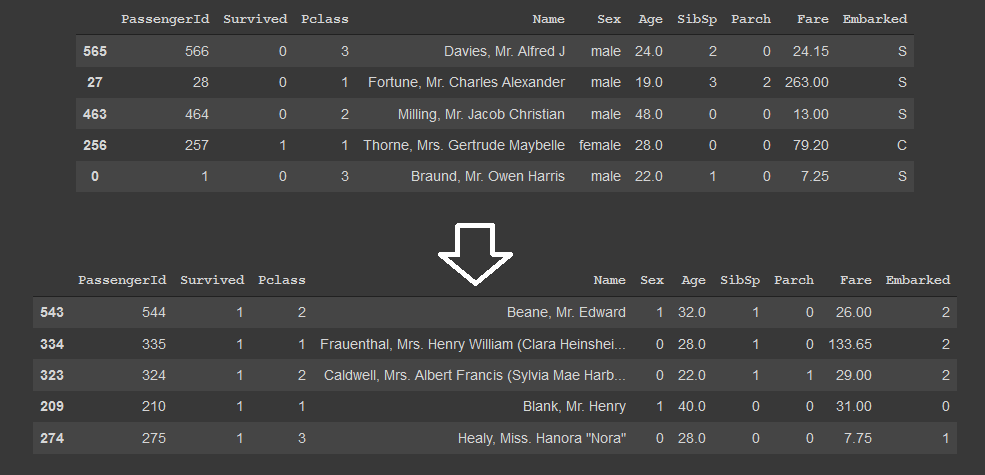 PassengerId Survived Pclass Name Sex Age SibSp Parch Fare Embarked
565 566 0 3 Davies, Mr. Alfred J male 24.0 2 0 24.15 S
27 28 0 1 Fortune, Mr. Charles Alexander male 19.0 3 2 263.00 S
463 464 0 2 Milling, Mr. Jacob Christian male 48.0 0 0 13.00 S
256 257 1 1 Thorne, Mrs. Gertrude Maybelle female 28.0 0 0 79.20 C
0 1 0 3 Braund, Mr. Owen Harris male 22.0 1 0 7.25 S
PassengerId Survived Pclass Name Sex Age SibSp Parch Fare Embarked
543 544 1 2 Beane, Mr. Edward 1 32.0 1 0 26.00 2
334 335 1 1 Frauenthal, Mrs. Henry William (Clara Heinshei... 0 28.0 1 0 133.65 2
323 324 1 2 Caldwell, Mrs. Albert Francis (Sylvia Mae Harb... 0 22.0 1 1 29.00 2
209 210 1 1 Blank, Mr. Henry 1 40.0 0 0 31.00 0
274 275 1 3 Healy, Miss. Hanora "Nora" 0 28.0 0 0 7.75 1